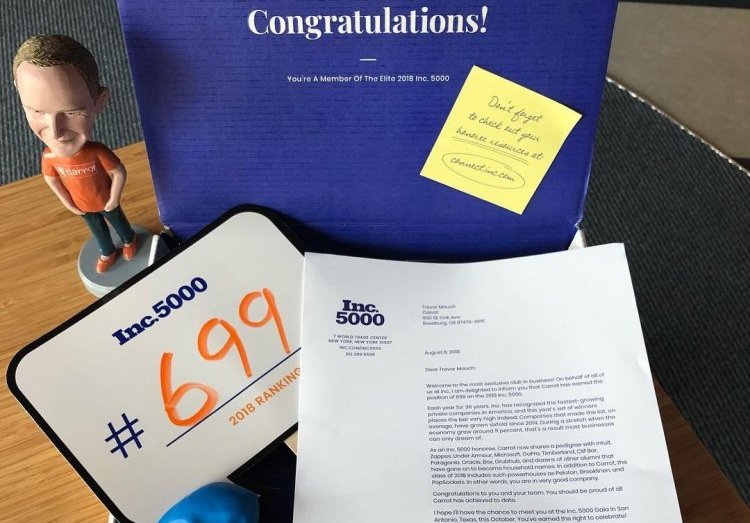 Congratulations!
You're A Member Of The Elite 2018 Inc. 5000
Don't forget
to check out your
honoree resources at:
connect.inc.com
carrot
Inc. 5000
#699
2018 RANKING
Inc.
5000
1 WORLD TRADE CENTER
NEW YORK, NEW YORK 10007
INC.COM/INC5000
212.389.5505
Trevor Mauch
Carrot
Roseburg, OR 97470-4915
August 6, 2018
Dear Trevor Mauch:
Welcome to the most exclusive club in business! On behalf of all of
us at Inc. I am delighted to inform you that Carrot has earned the
position of 699 on the 2018 Inc. 5000.
Each year for 36 years, Inc. has recognized the fastest-growing
private companies in America, and this year's set of winners
places the bar very high indeed. Companies that made the list, on
average, have grown sixfold since 2014. During a stretch when the
economy grew around 11 percent, that's a result most businesses
can only dream of.
As an Inc. 5000 honoree, Carrot now shares a pedigree with Intuit,
Zappos, Under Armour, Microsoft, GoPro, Timberland, Clif Bar,
Patagonia, Oracle, Box, Grubhub, and dozens of other alumni that
have gone on to become household names. In addition to Carrot, the
class of 2018 includes such powerhouses as Peloton, Brooklinen, and
PopSockets. In other words, you are in very good company.
Congratulations to you and your team. You should be proud of all
Carrot has achieved to date.
I hope I'll have the chance to meet you at the Inc. 5000 Gala in San
Antonio, Texas, this October. You've earned the right to celebrate!